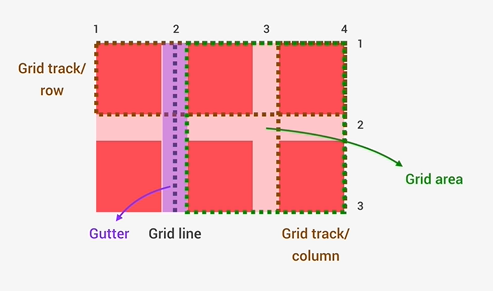 1 2 3 4
1
Grid track/
row
2
Grid area
3
Gutter
Grid line
Grid track/
column